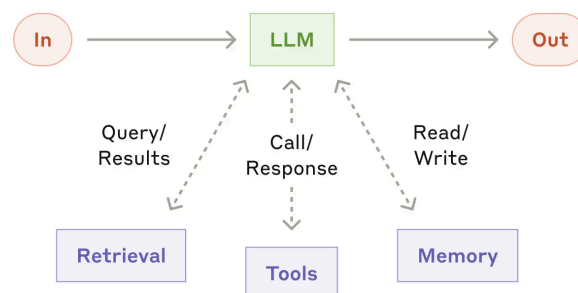 In
LLM
Out
Query/
Results
Call/
Response
Read/
Write
Retrieval
Tools
Memory